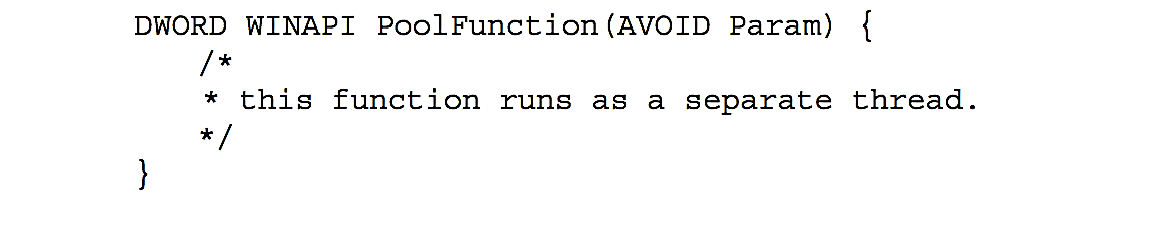 DWORD WINAPI PoolFunction(AVOID Param) {
/*
* this function runs as a separate thread.
*/
}